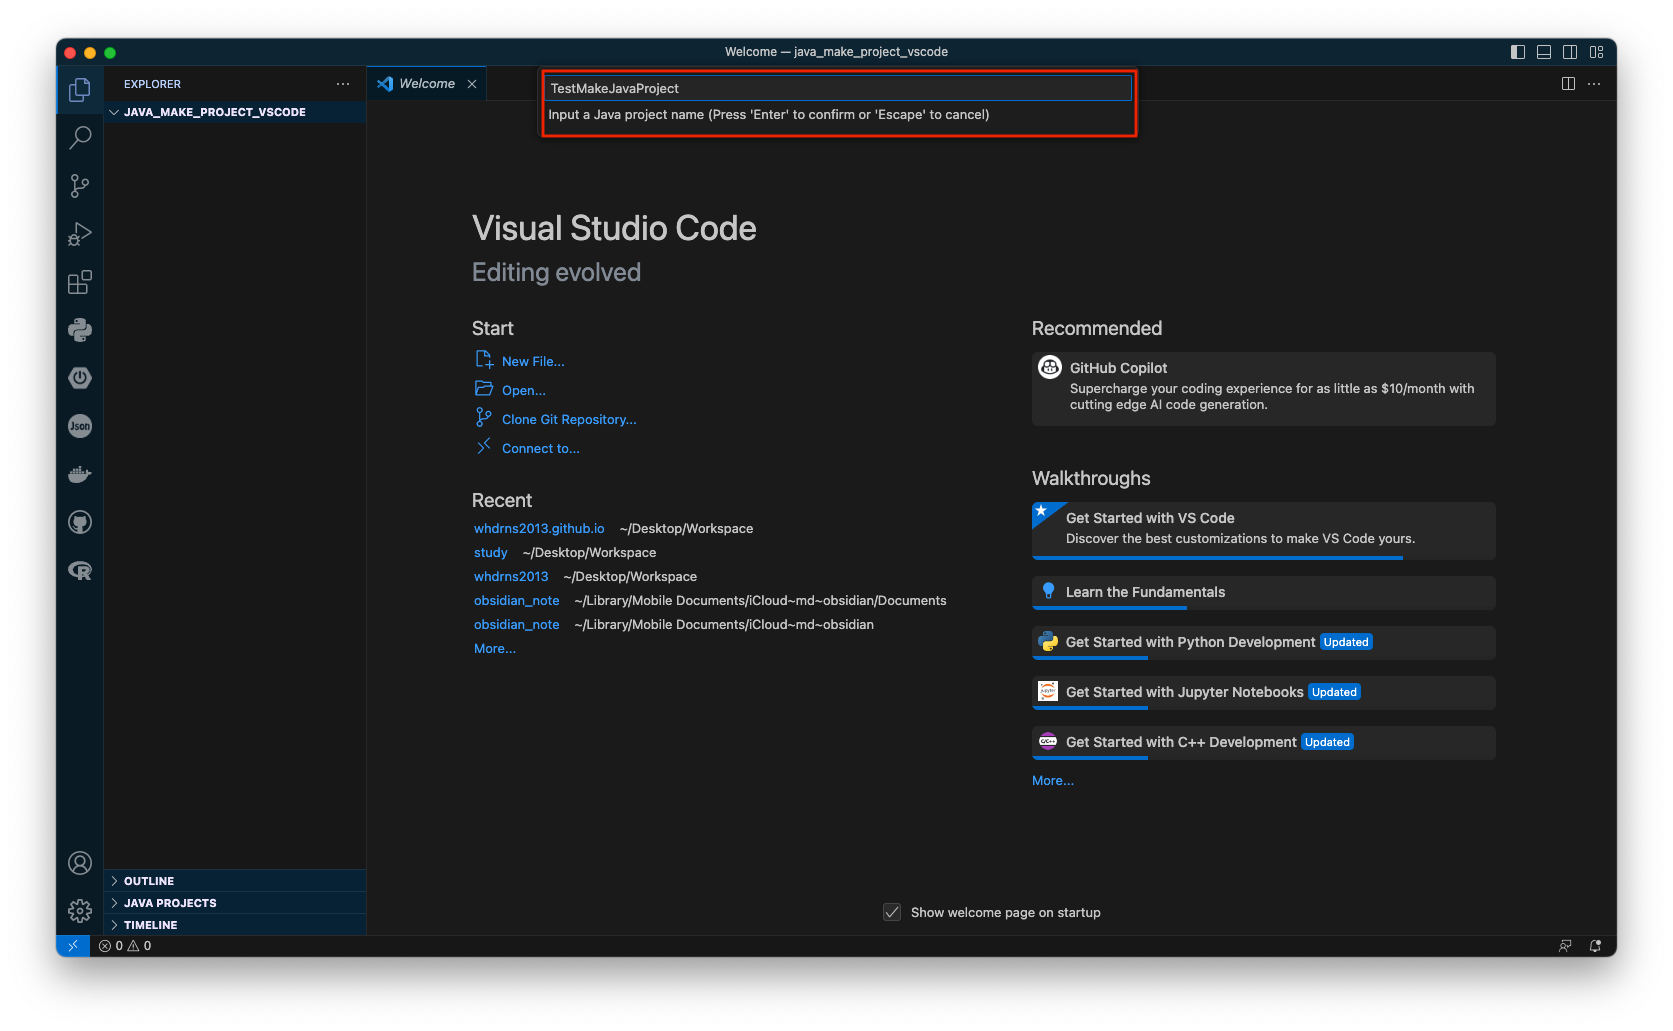 Welcome — java_make_project_vscode
EXPLORER
Welcome
TestMakeJavaProject
Input a Java project name (Press 'Enter' to confirm or 'Escape' to cancel)
JAVA_MAKE_PROJECT_VSCODE
Visual Studio Code
Editing evolved
Start
New File...
Open...
Clone Git Repository...
Connect to...
Recent
whdrns2013.github.io ~/Desktop/Workspace
study ~/Desktop/Workspace
whdrns2013 ~/Desktop/Workspace
obsidian_note ~/Library/Mobile Documents/iCloud~md~obsidian/Documents
obsidian_note ~/Library/Mobile Documents/iCloud~md~obsidian
More...
Recommended
GitHub Copilot
Supercharge your coding experience for as little as $10/month with
cutting edge AI code generation.
Walkthroughs
Get Started with VS Code
Discover the best customizations to make VS Code yours.
Learn the Fundamentals
Get Started with Python Development Updated
Get Started with Jupyter Notebooks Updated
C/C++ Get Started with C++ Development Updated
More...
Json
OUTLINE
JAVA PROJECTS
TIMELINE
Show welcome page on startup
0 0